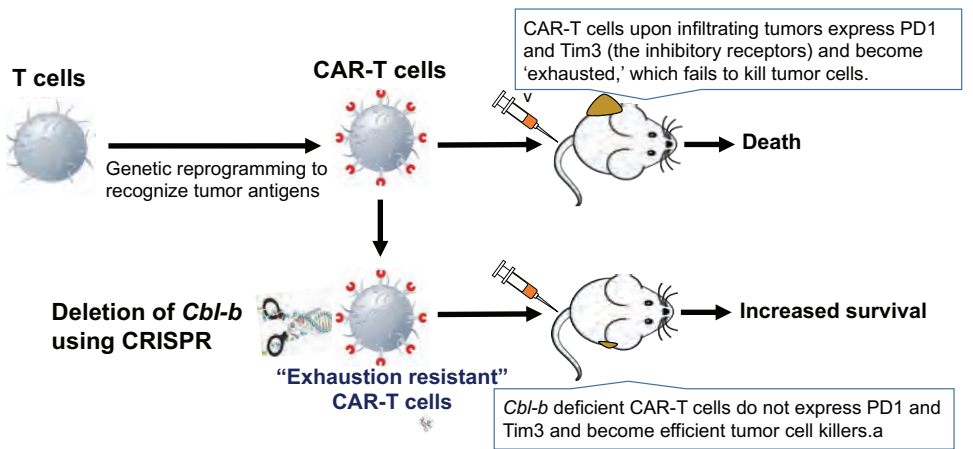 CAR-T cells upon infiltrating tumors express PD1
and Tim3 (the inhibitory receptors) and become
‘exhausted,’ which fails to kill tumor cells.
T cells
CAR-T cells
v
Genetic reprogramming to
recognize tumor antigens
Death
Deletion of Cbl-b
using CRISPR
Increased survival
“Exhaustion resistant”
CAR-T cells
Cbl-b deficient CAR-T cells do not express PD1 and
Tim3 and become efficient tumor cell killers.a